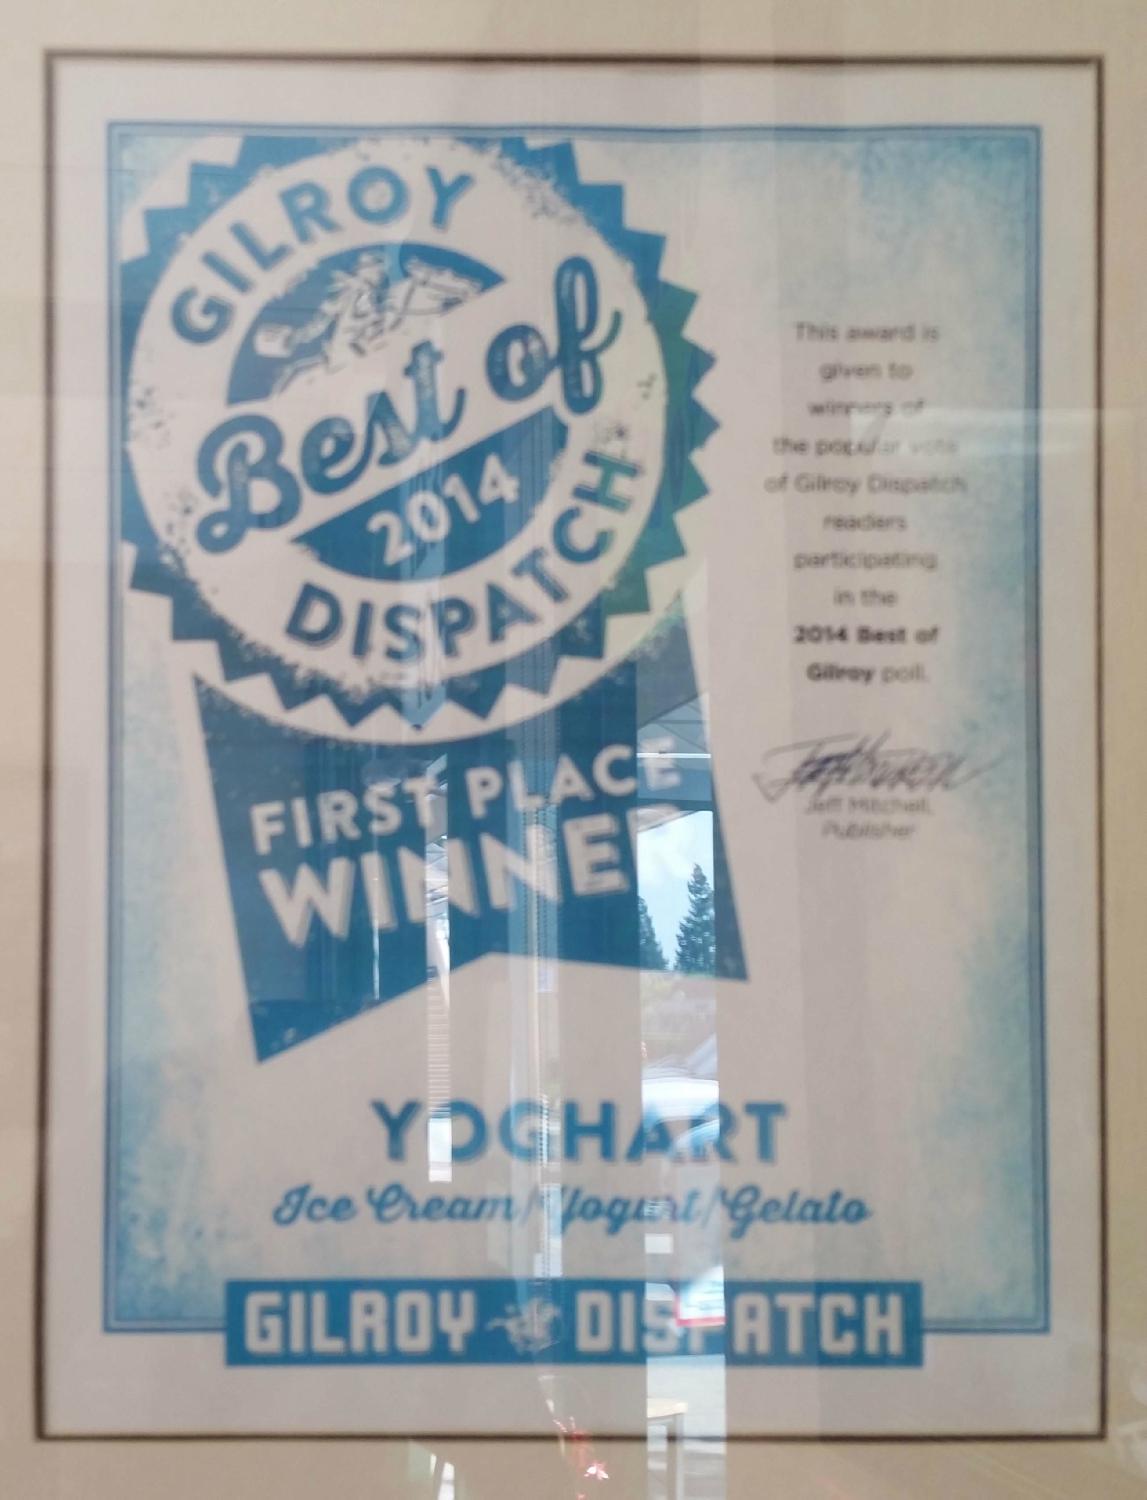 GILROY
Best of
2014
DISPATCH
FIRST PLACE
WINNER
This award is
given to
winners of
the popular vote
of Gilroy Dispatch
readers
participating
in the
2014 Best of
Gilroy poll.
Jeff Mitchell,
Publisher
YOGHART
Ice Cream/Yogurt/Gelato
GILROY DISPATCH